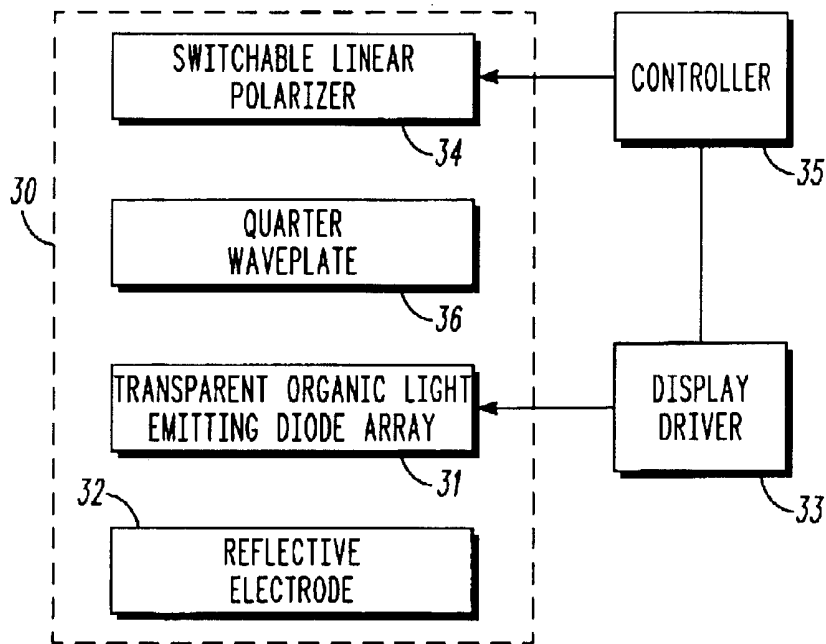 SWITCHABLE LINEAR
POLARIZER
34
CONTROLLER
35
30
QUARTER
WAVEPLATE
36
TRANSPARENT ORGANIC LIGHT
EMITTING DIODE ARRAY
31
DISPLAY
DRIVER
33
32
REFLECTIVE
ELECTRODE